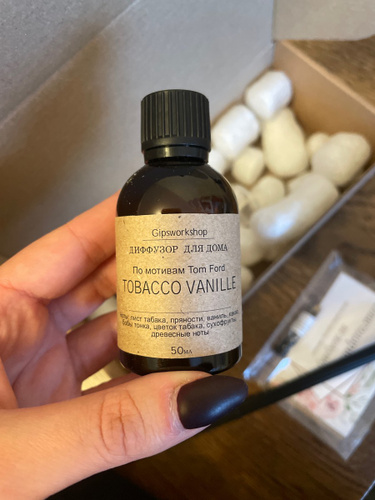 Gipsworkshop
ДИФФУЗОР ДЛЯ ДОМА
По мотивам Tom Ford
TOBACCO VANILLE
лист табака, пряности, ваниль,
бобы тонка, цветок табака, сухофрукты,
древесные ноты
50мл